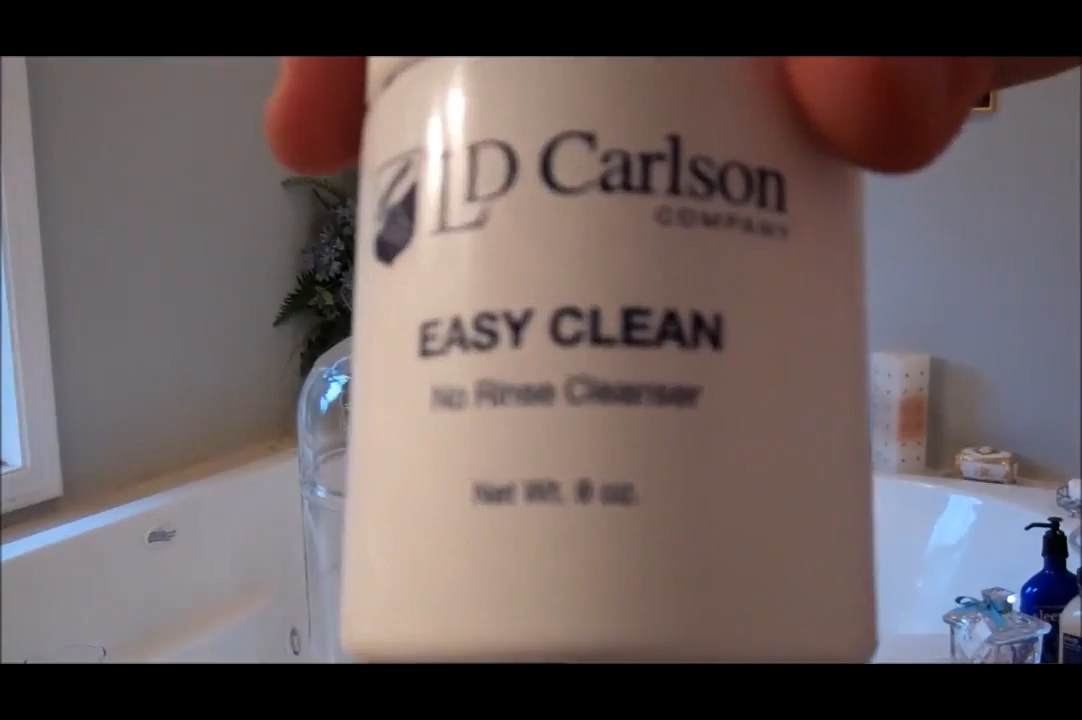 LD Carlson
COMPANY
EASY CLEAN
No Rinse Cleanser
Net Wt. 8 oz.